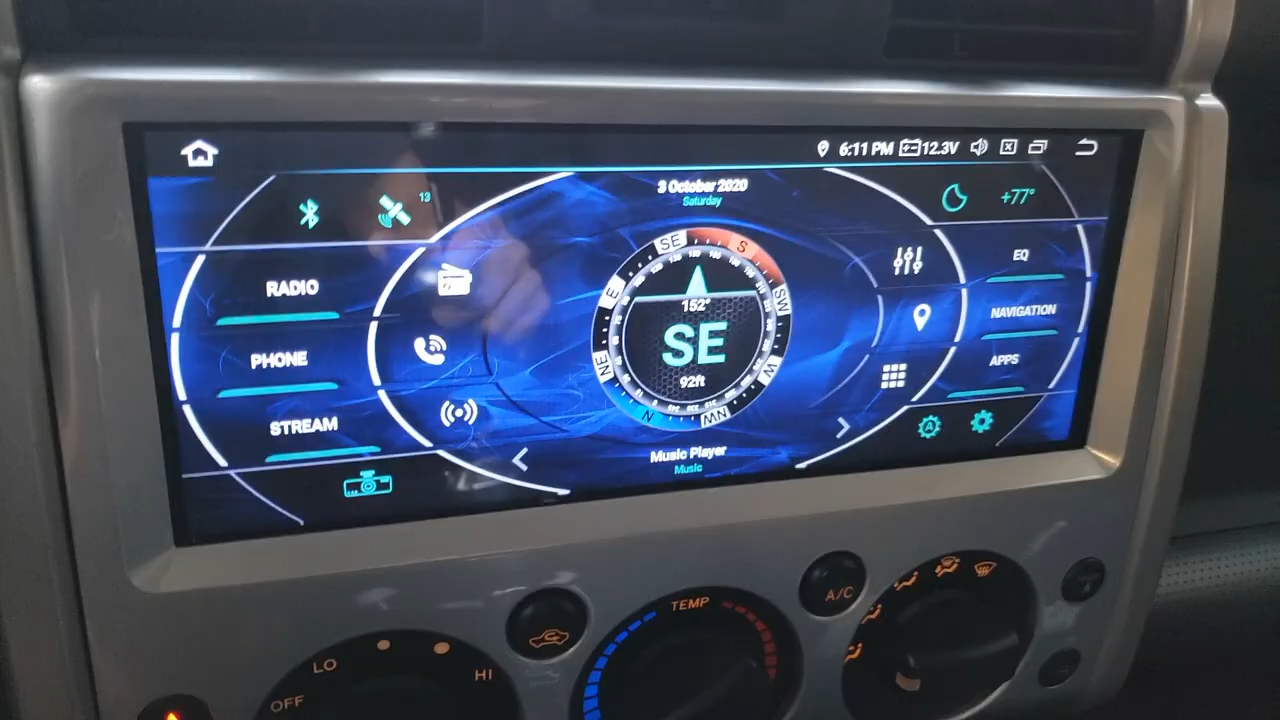 6:11 PM 12.3V
13
3 October 2020
Saturday
+77°
RADIO
PHONE
STREAM
SE
S
SW
W
NW
N
NE
E
152°
SE
92ft
EQ
NAVIGATION
APPS
A
Music Player
Music
OFF
LO
HI
TEMP
A/C